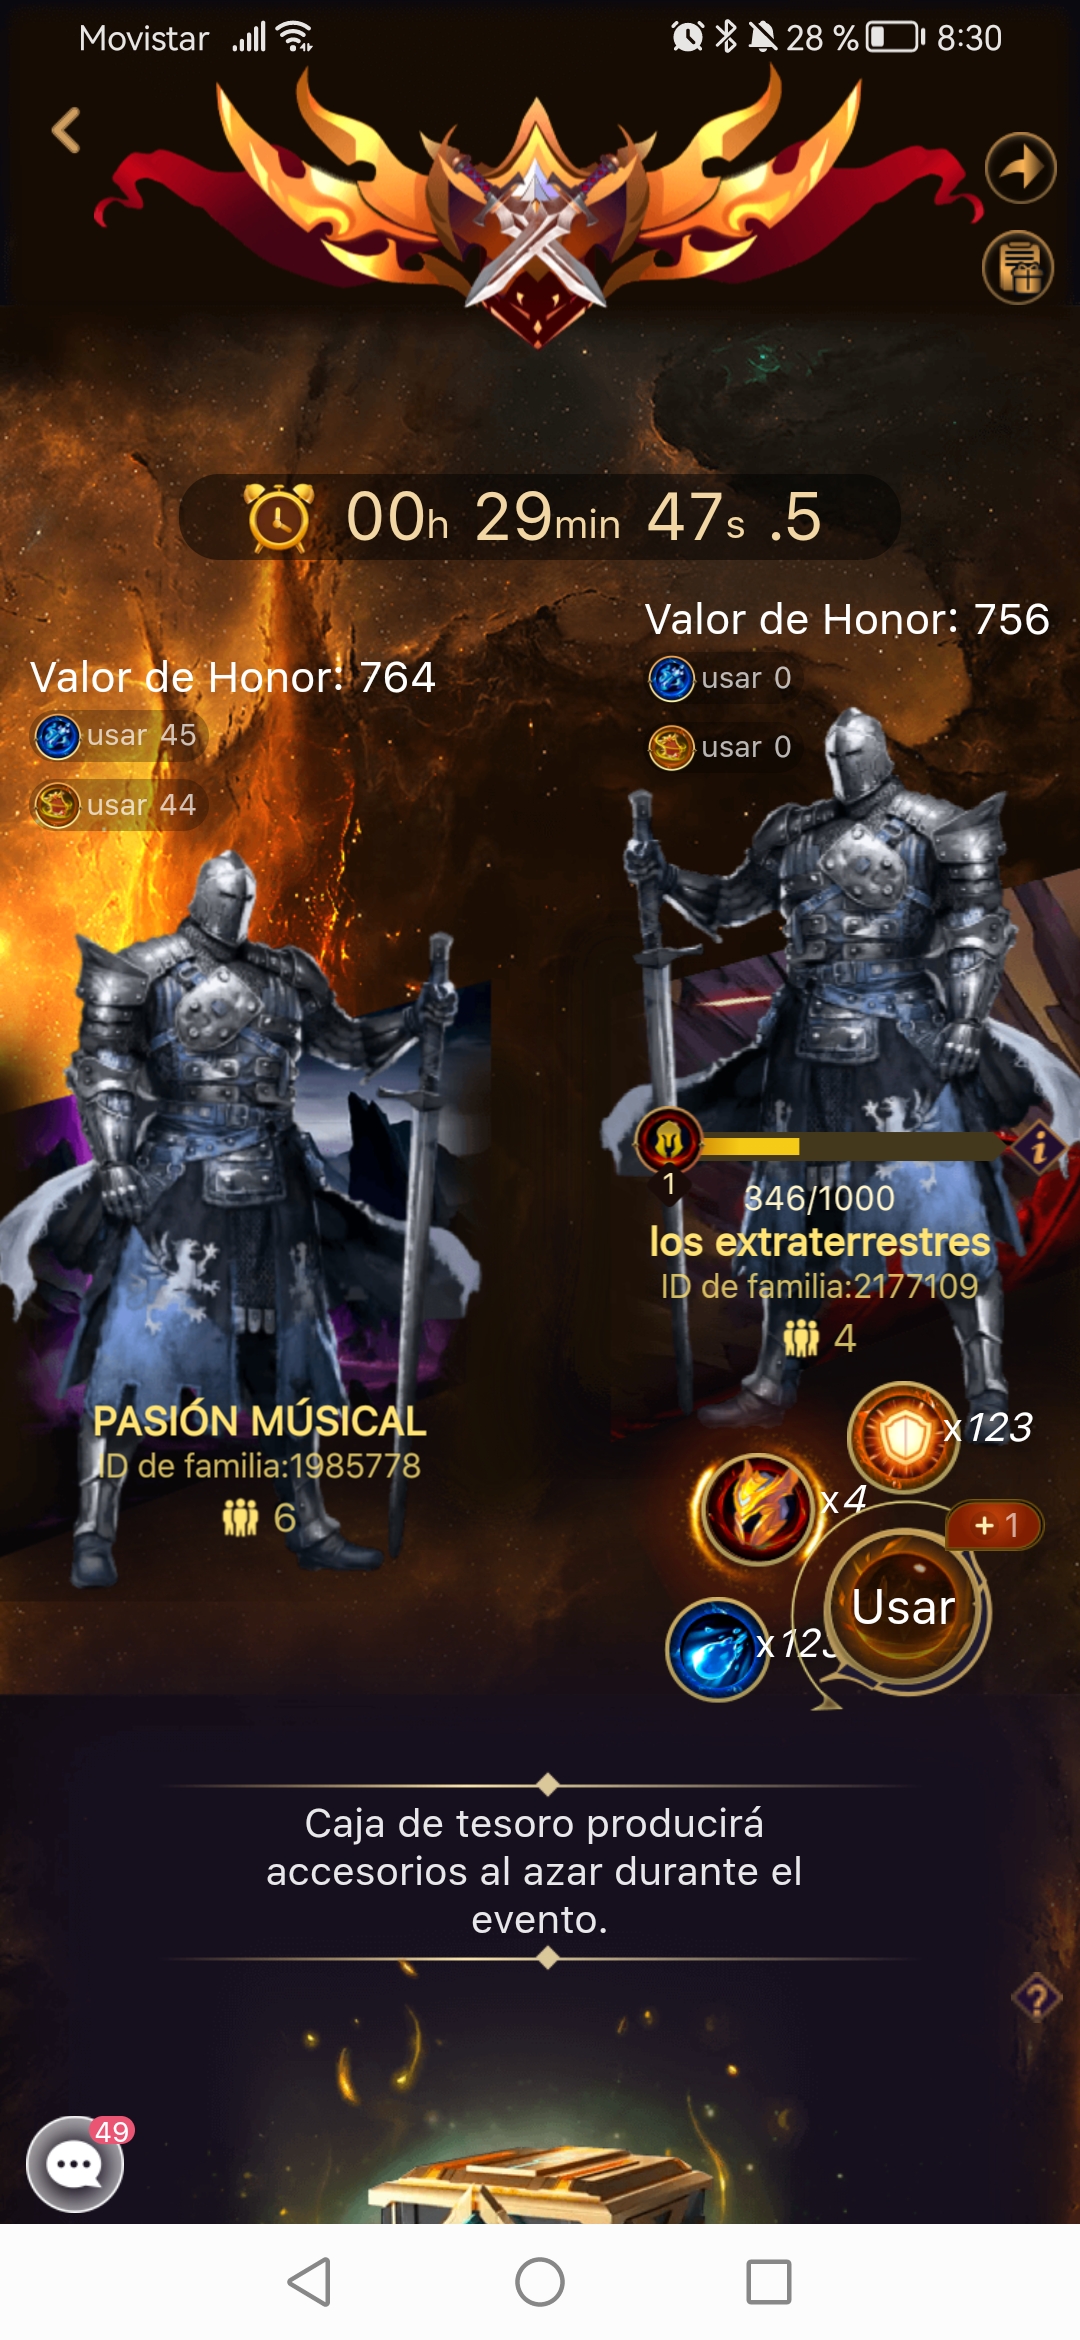 Movistar 28 % 8:30
00h 29min 47s .5
Valor de Honor: 756
usar 0
usar 0
Valor de Honor: 764
usar 45
usar 44
1
346/1000
los extraterrestres
ID de familia:2177109
4
PASIÓN MÚSICAL
ID de familia:1985778
6
x123
x4
+ 1
Usar
Caja de tesoro producirá
accesorios al azar durante el
evento.
49